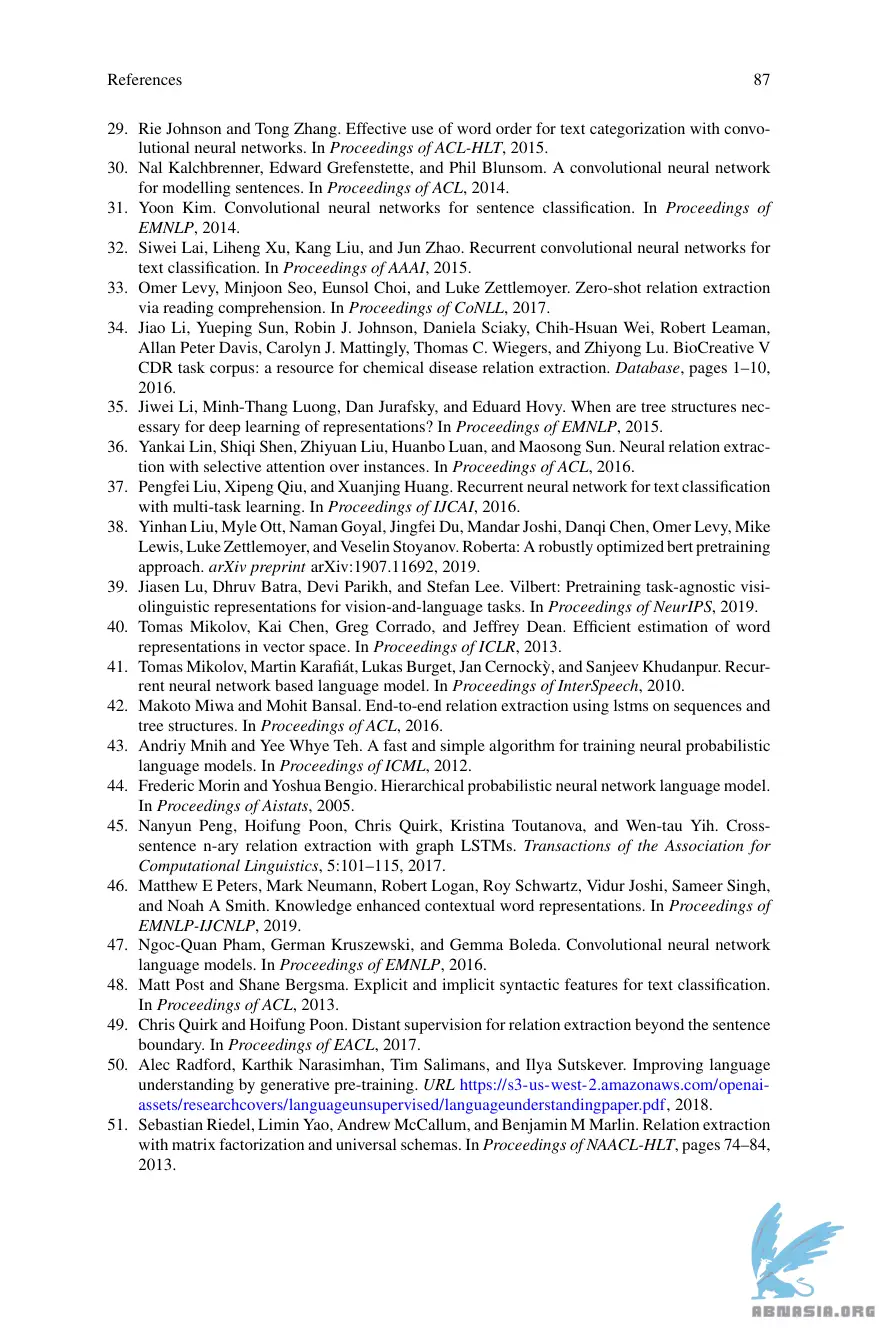 References 87
29. Rie Johnson and Tong Zhang. Effective use of word order for text categorization with convo-
lutional neural networks. In Proceedings of ACL-HLT, 2015.
30. Nal Kalchbrenner, Edward Grefenstette, and Phil Blunsom. A convolutional neural network
for modelling sentences. In Proceedings of ACL, 2014.
31. Yoon Kim. Convolutional neural networks for sentence classification. In Proceedings of
EMNLP, 2014.
32. Siwei Lai, Liheng Xu, Kang Liu, and Jun Zhao. Recurrent convolutional neural networks for
text classification. In Proceedings of AAAI, 2015.
33. Omer Levy, Minjoon Seo, Eunsol Choi, and Luke Zettlemoyer. Zero-shot relation extraction
via reading comprehension. In Proceedings of CoNLL, 2017.
34. Jiao Li, Yueping Sun, Robin J. Johnson, Daniela Sciaky, Chih-Hsuan Wei, Robert Leaman,
Allan Peter Davis, Carolyn J. Mattingly, Thomas C. Wiegers, and Zhiyong Lu. BioCreative V
CDR task corpus: a resource for chemical disease relation extraction. Database, pages 1–10,
2016.
35. Jiwei Li, Minh-Thang Luong, Dan Jurafsky, and Eduard Hovy. When are tree structures nec-
essary for deep learning of representations? In Proceedings of EMNLP, 2015.
36. Yankai Lin, Shiqi Shen, Zhiyuan Liu, Huanbo Luan, and Maosong Sun. Neural relation extrac-
tion with selective attention over instances. In Proceedings of ACL, 2016.
37. Pengfei Liu, Xipeng Qiu, and Xuanjing Huang. Recurrent neural network for text classification
with multi-task learning. In Proceedings of IJCAI, 2016.
38. Yinhan Liu, Myle Ott, Naman Goyal, Jingfei Du, Mandar Joshi, Danqi Chen, Omer Levy, Mike
Lewis, Luke Zettlemoyer, and Veselin Stoyanov. Roberta: A robustly optimized bert pretraining
approach. arXiv preprint arXiv:1907.11692, 2019.
39. Jiasen Lu, Dhruv Batra, Devi Parikh, and Stefan Lee. Vilbert: Pretraining task-agnostic visi-
olinguistic representations for vision-and-language tasks. In Proceedings of NeurIPS, 2019.
40. Tomas Mikolov, Kai Chen, Greg Corrado, and Jeffrey Dean. Efficient estimation of word
representations in vector space. In Proceedings of ICLR, 2013.
41. Tomas Mikolov, Martin Karafiát, Lukas Burget, Jan Cernockỳ, and Sanjeev Khudanpur. Recur-
rent neural network based language model. In Proceedings of InterSpeech, 2010.
42. Makoto Miwa and Mohit Bansal. End-to-end relation extraction using lstms on sequences and
tree structures. In Proceedings of ACL, 2016.
43. Andriy Mnih and Yee Whye Teh. A fast and simple algorithm for training neural probabilistic
language models. In Proceedings of ICML, 2012.
44. Frederic Morin and Yoshua Bengio. Hierarchical probabilistic neural network language model.
In Proceedings of Aistats, 2005.
45. Nanyun Peng, Hoifung Poon, Chris Quirk, Kristina Toutanova, and Wen-tau Yih. Cross-
sentence n-ary relation extraction with graph LSTMs. Transactions of the Association for
Computational Linguistics, 5:101–115, 2017.
46. Matthew E Peters, Mark Neumann, Robert Logan, Roy Schwartz, Vidur Joshi, Sameer Singh,
and Noah A Smith. Knowledge enhanced contextual word representations. In Proceedings of
EMNLP-IJCNLP, 2019.
47. Ngoc-Quan Pham, German Kruszewski, and Gemma Boleda. Convolutional neural network
language models. In Proceedings of EMNLP, 2016.
48. Matt Post and Shane Bergsma. Explicit and implicit syntactic features for text classification.
In Proceedings of ACL, 2013.
49. Chris Quirk and Hoifung Poon. Distant supervision for relation extraction beyond the sentence
boundary. In Proceedings of EACL, 2017.
50. Alec Radford, Karthik Narasimhan, Tim Salimans, and Ilya Sutskever. Improving language
understanding by generative pre-training. URL https://s3-us-west-2.amazonaws.com/openai-
assets/researchcovers/languageunsupervised/languageunderstandingpaper.pdf, 2018.
51. Sebastian Riedel, Limin Yao, Andrew McCallum, and Benjamin M Marlin. Relation extraction
with matrix factorization and universal schemas. In Proceedings of NAACL-HLT, pages 74–84,
2013.
ABNASIA.ORG